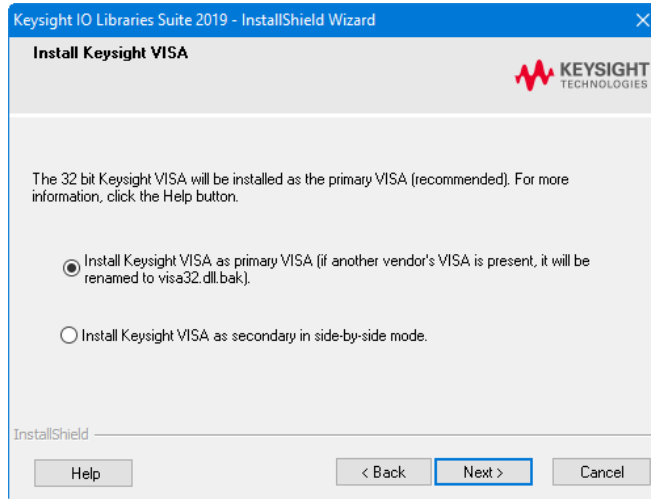 Keysight IO Libraries Suite 2019 - InstallShield Wizard
Install Keysight VISA
KEYSIGHT
TECHNOLOGIES
The 32 bit Keysight VISA will be installed as the primary VISA (recommended). For more
information, click the Help button.
Install Keysight VISA as primary VISA (if another vendor's VISA is present, it will be
renamed to visa32.dll.bak).
Install Keysight VISA as secondary in side-by-side mode.
InstallShield
Help
< Back
Next >
Cancel